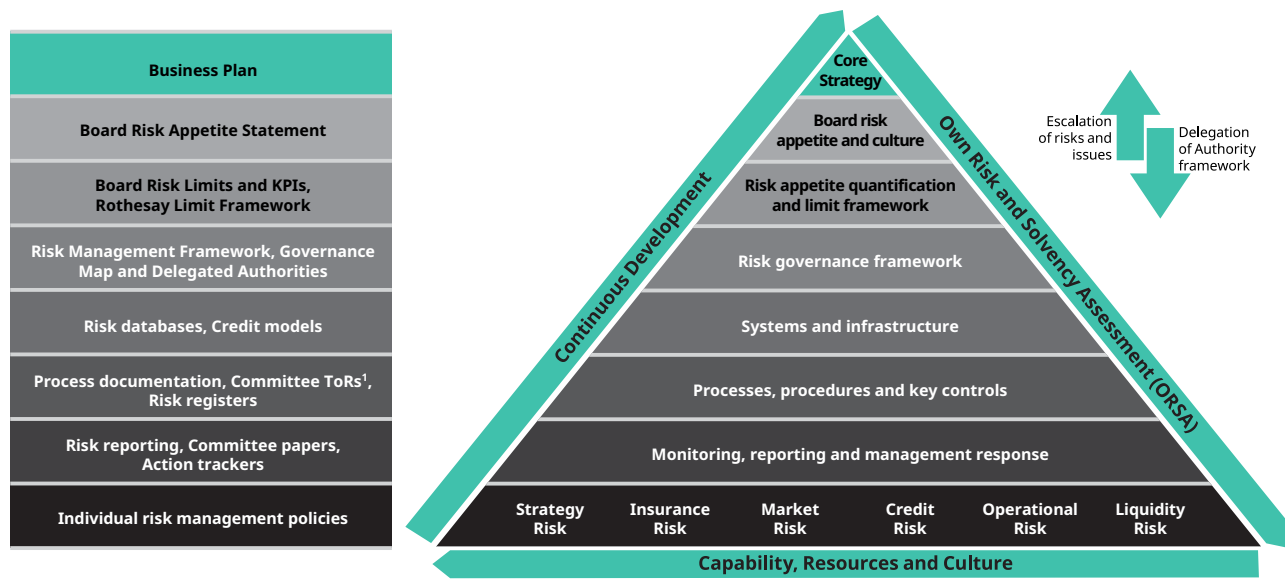 Business Plan
Board Risk Appetite Statement
Board Risk Limits and KPIs,
Rothesay Limit Framework
Risk Management Framework, Governance
Map and Delegated Authorities
Risk databases, Credit models
Process documentation, Committee ToRs¹,
Risk registers
Risk reporting, Committee papers,
Action trackers
Individual risk management policies
Continuous Development
Core
Strategy
Board risk
appetite and culture
Risk appetite quantification
and limit framework
Risk governance framework
Systems and infrastructure
Processes, procedures and key controls
Monitoring, reporting and management response
Strategy
Risk
Insurance
Risk
Market
Risk
Credit
Risk
Operational
Risk
Liquidity
Risk
Own Risk and Solvency Assessment (ORSA)
Capability, Resources and Culture
Escalation
of risks and
issues
Delegation
of Authority
framework